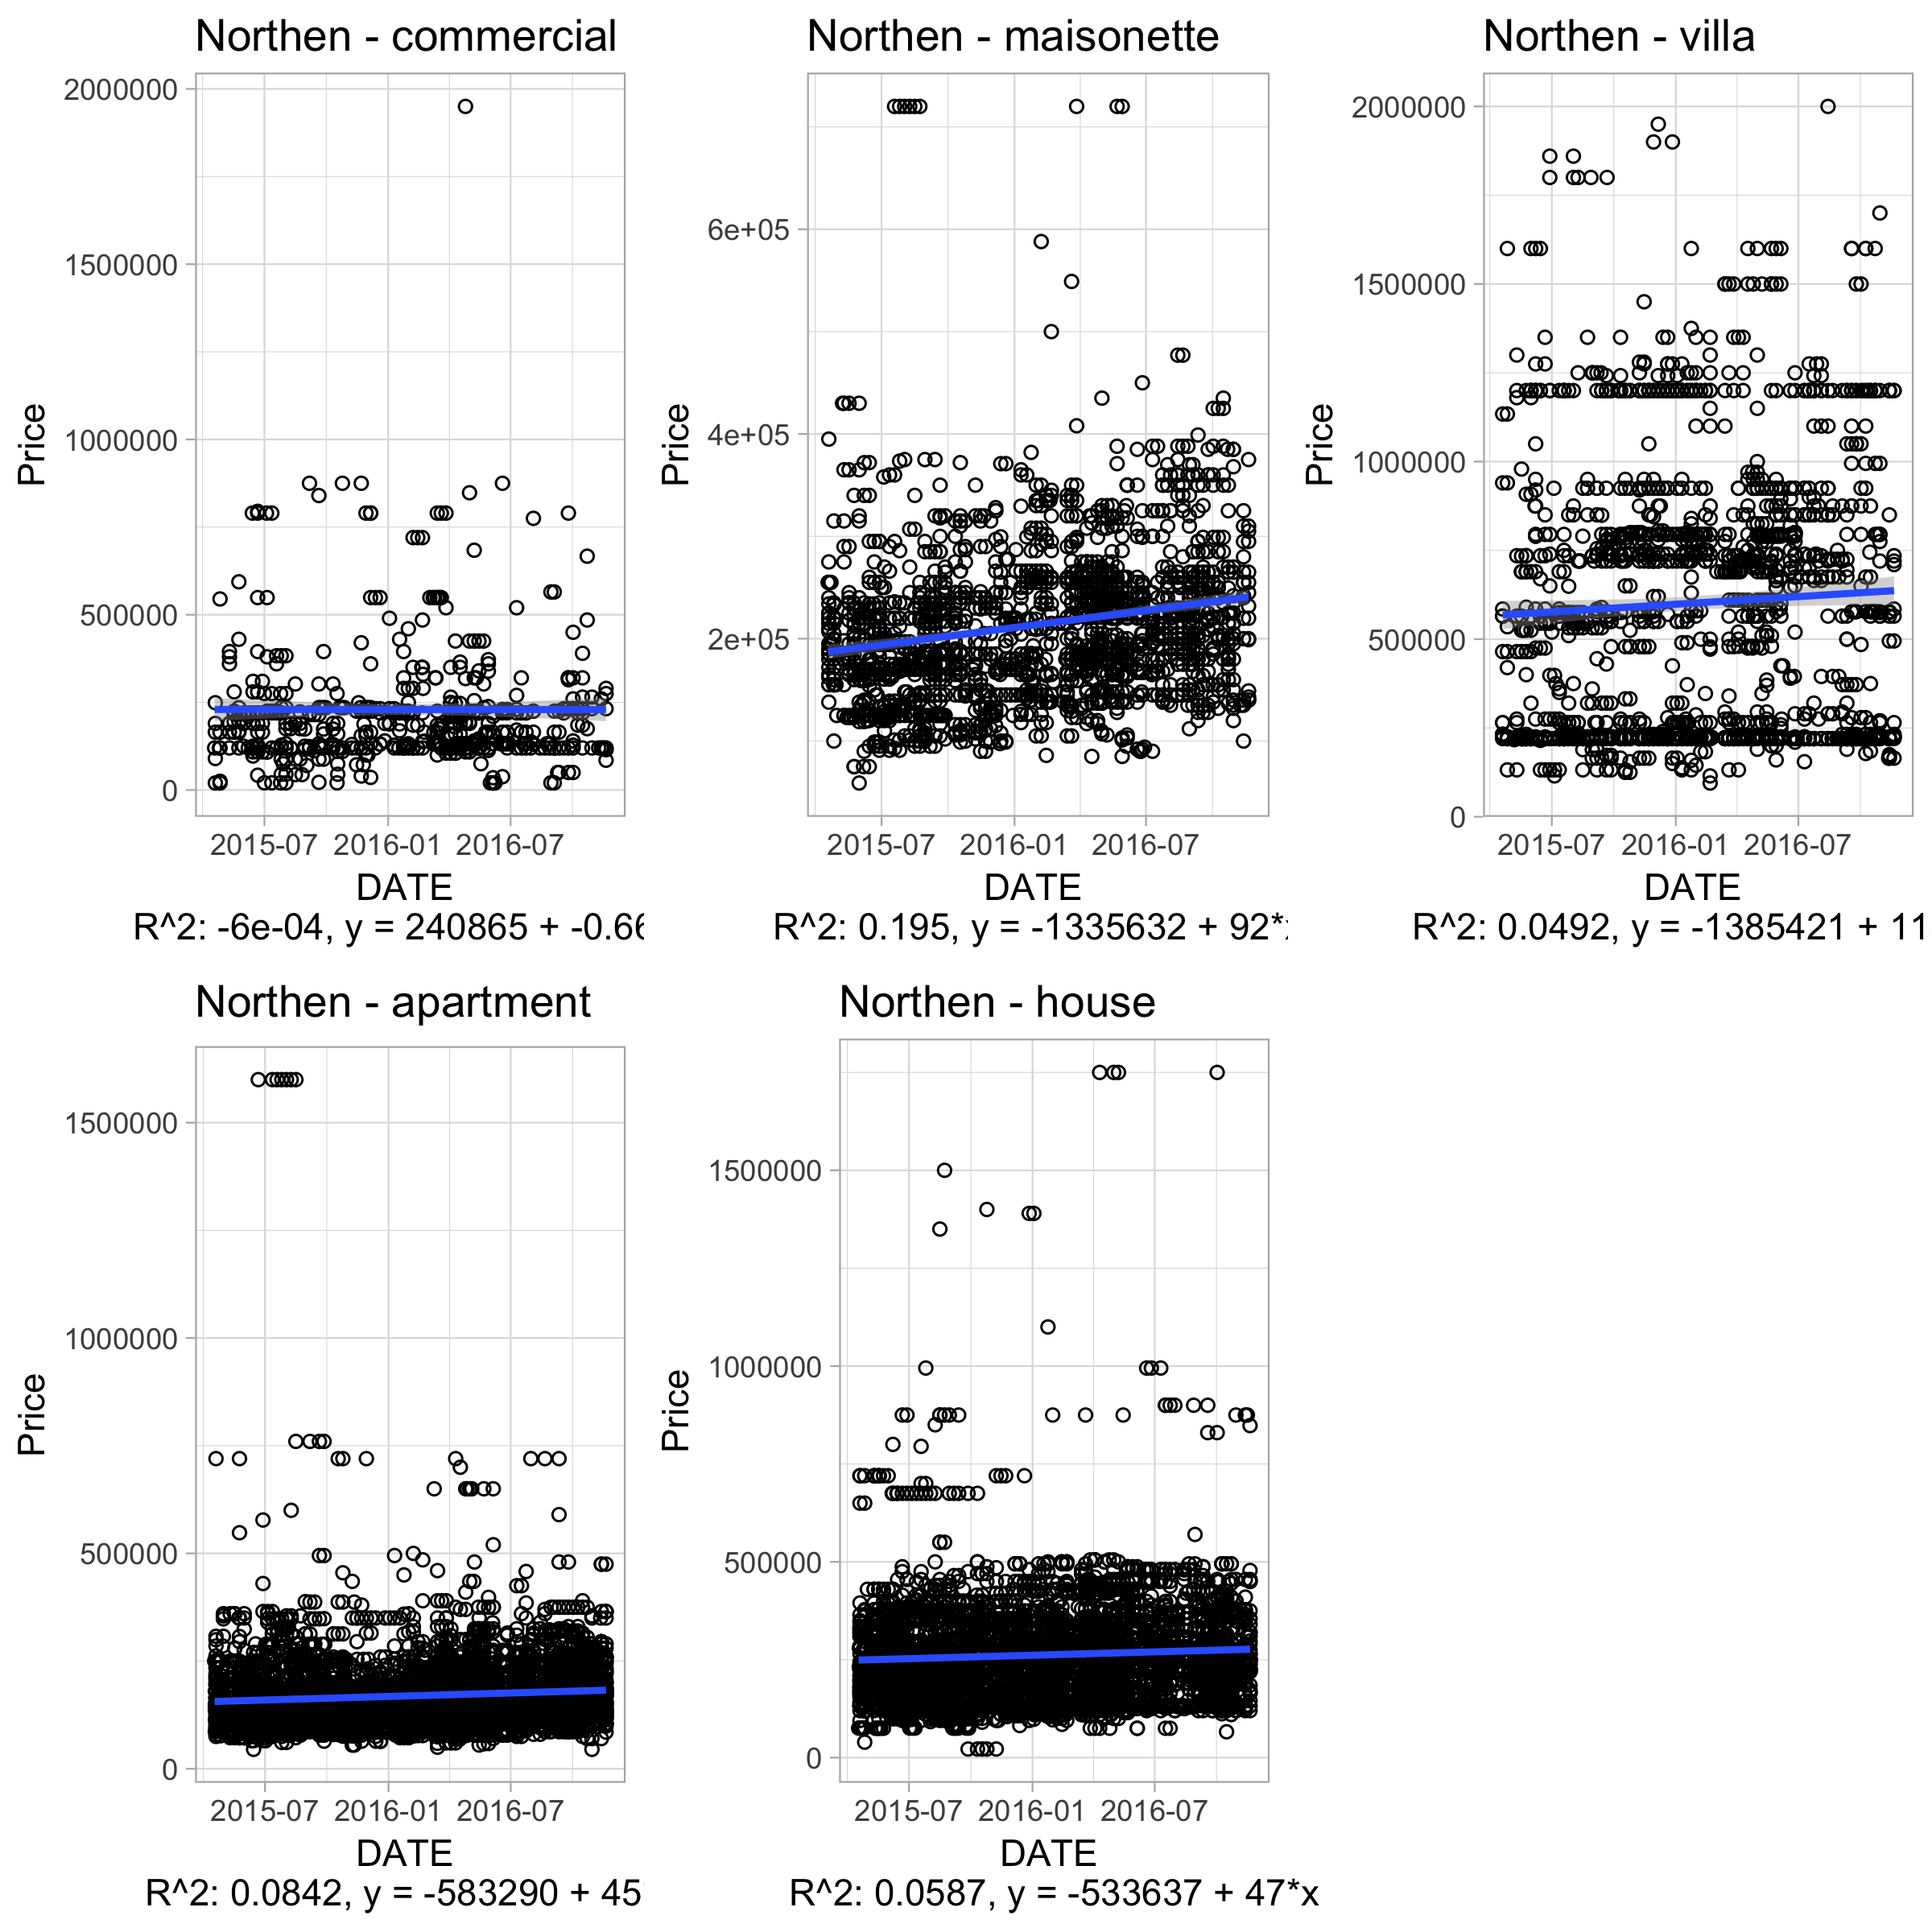 Northen - commercial
Price
2000000
1500000
1000000
500000
0
2015-07 2016-01 2016-07
DATE
R^2: -6e-04, y = 240865 + -0.66
Northen - maisonette
Price
6e+05
4e+05
2e+05
2015-07 2016-01 2016-07
DATE
R^2: 0.195, y = -1335632 + 92*
Northen - villa
Price
2000000
1500000
1000000
500000
0
2015-07 2016-01 2016-07
DATE
R^2: 0.0492, y = -1385421 + 11
Northen - apartment
Price
1500000
1000000
500000
0
2015-07 2016-01 2016-07
DATE
R^2: 0.0842, y = -583290 + 45
Northen - house
Price
1500000
1000000
500000
0
2015-07 2016-01 2016-07
DATE
R^2: 0.0587, y = -533637 + 47*x